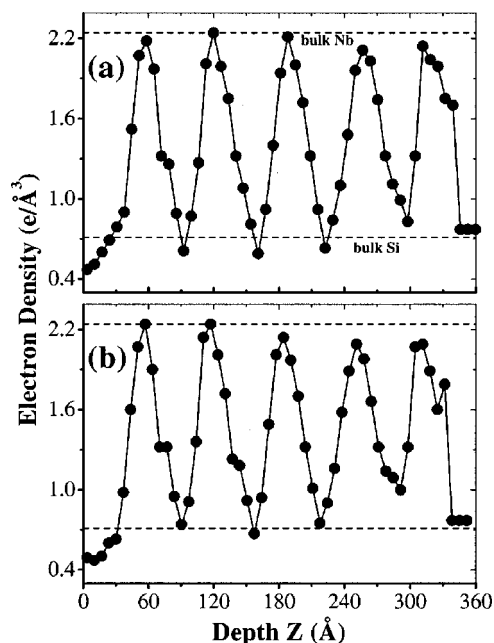 2.2
bulk Nb
(a)
1.6
1.0
bulk Si
0.4
Electron Density (e/Å³)
2.2
(b)
1.6
1.0
0.4
0 60 120 180 240 300 360
Depth Z (Å)